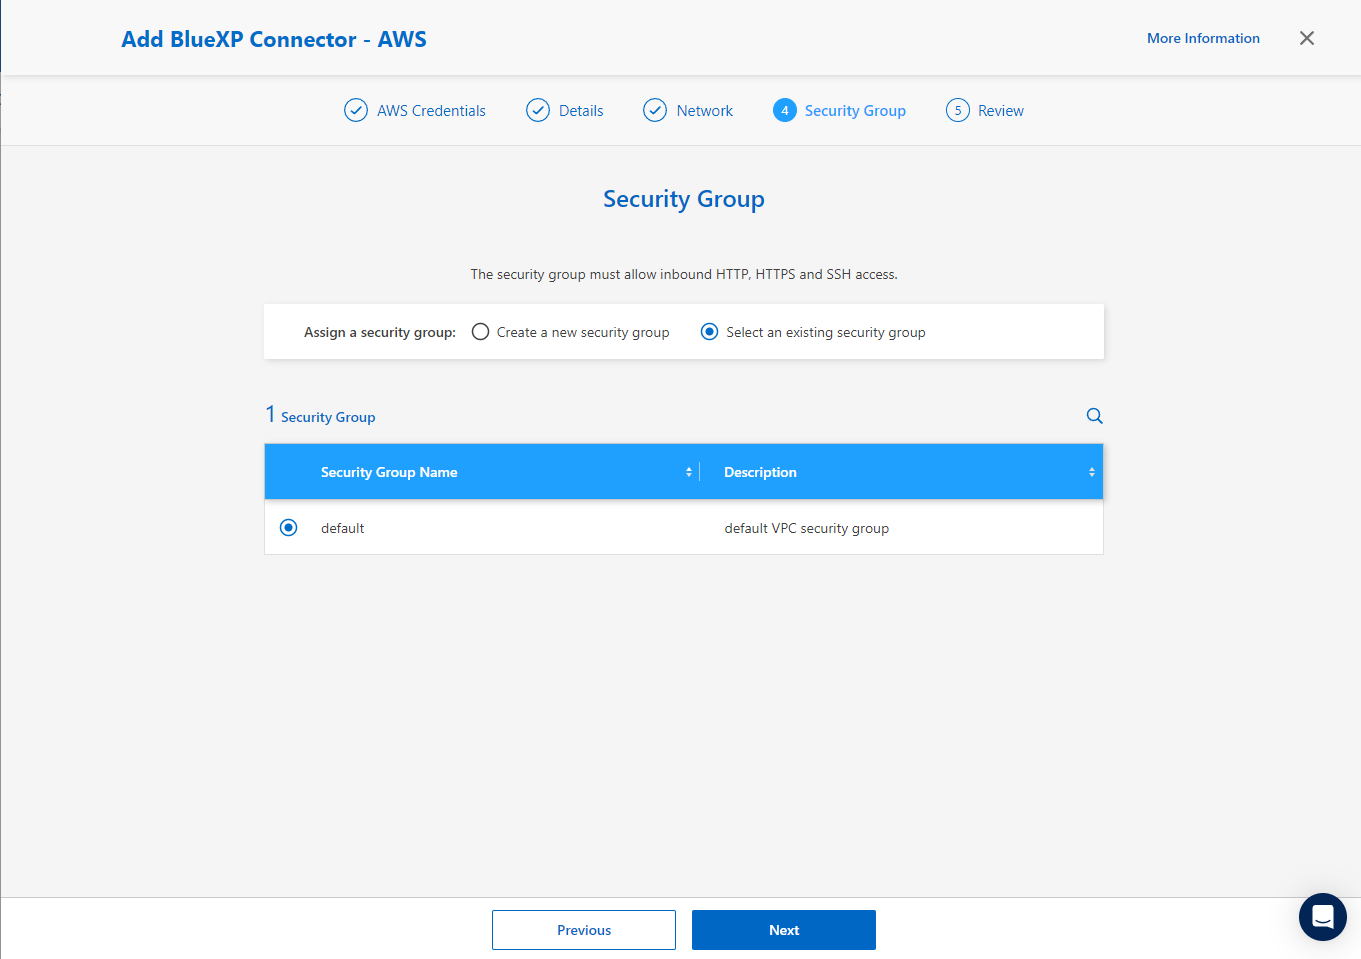 Add BlueXP Connector - AWS
More Information
AWS Credentials
Details
Network
4 Security Group
5 Review
Security Group
The security group must allow inbound HTTP, HTTPS and SSH access.
Assign a security group: Create a new security group Select an existing security group
1 Security Group
Security Group Name Description
default default VPC security group
Previous Next